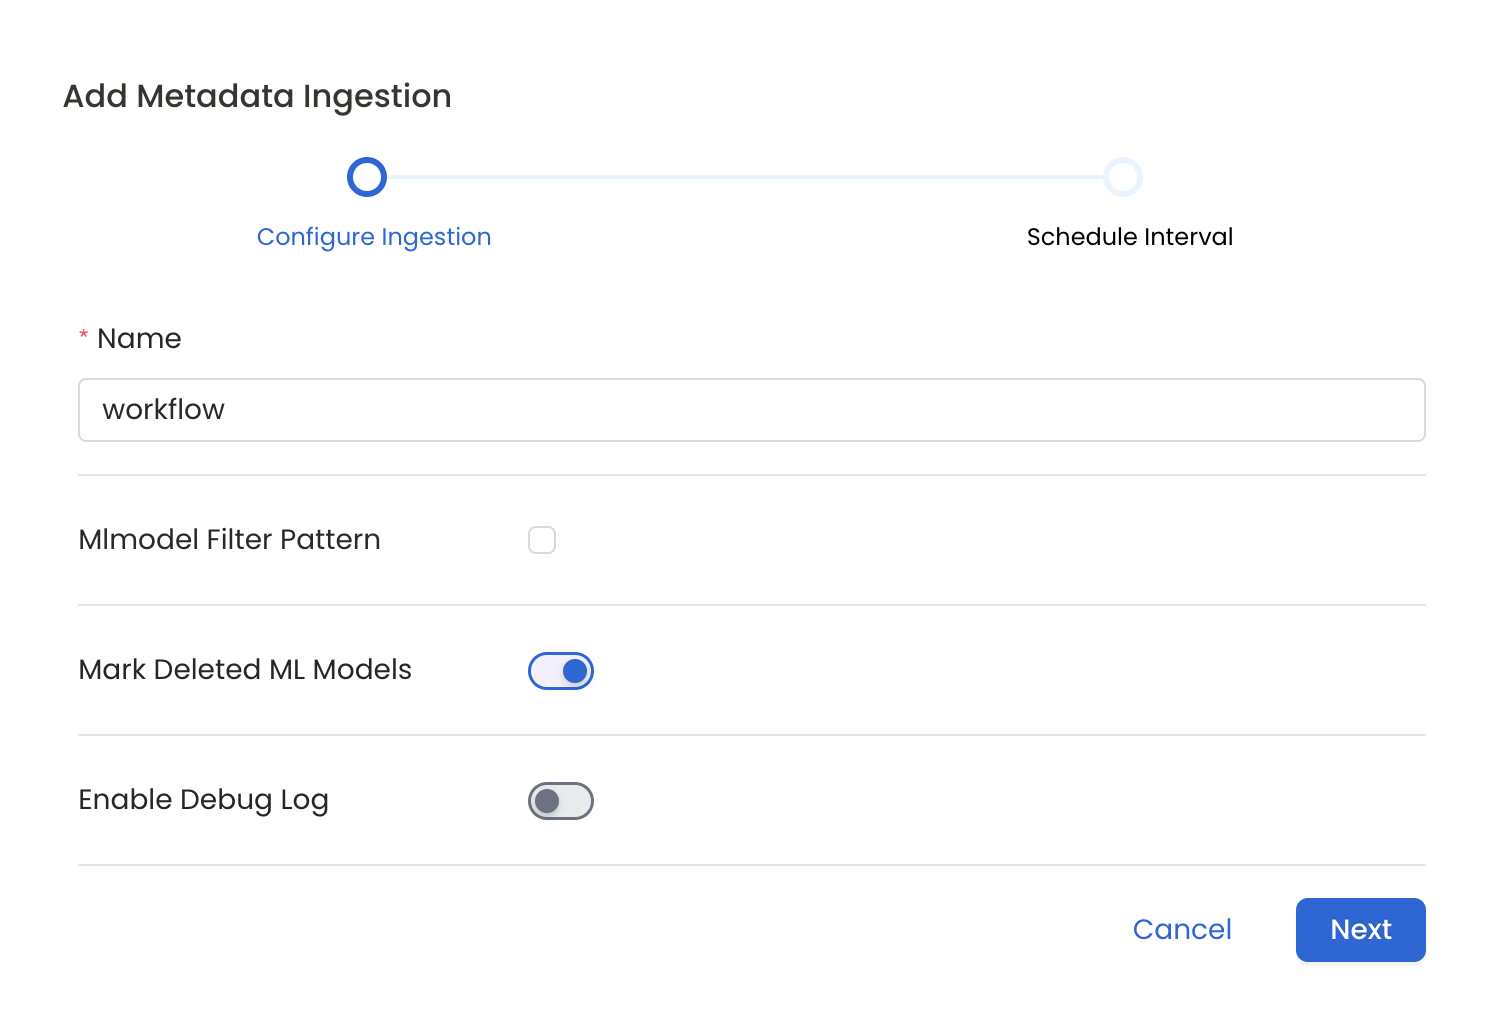 Add Metadata Ingestion
Configure Ingestion
Schedule Interval
* Name
workflow
Mlmodel Filter Pattern
Mark Deleted ML Models
Enable Debug Log
Cancel
Next